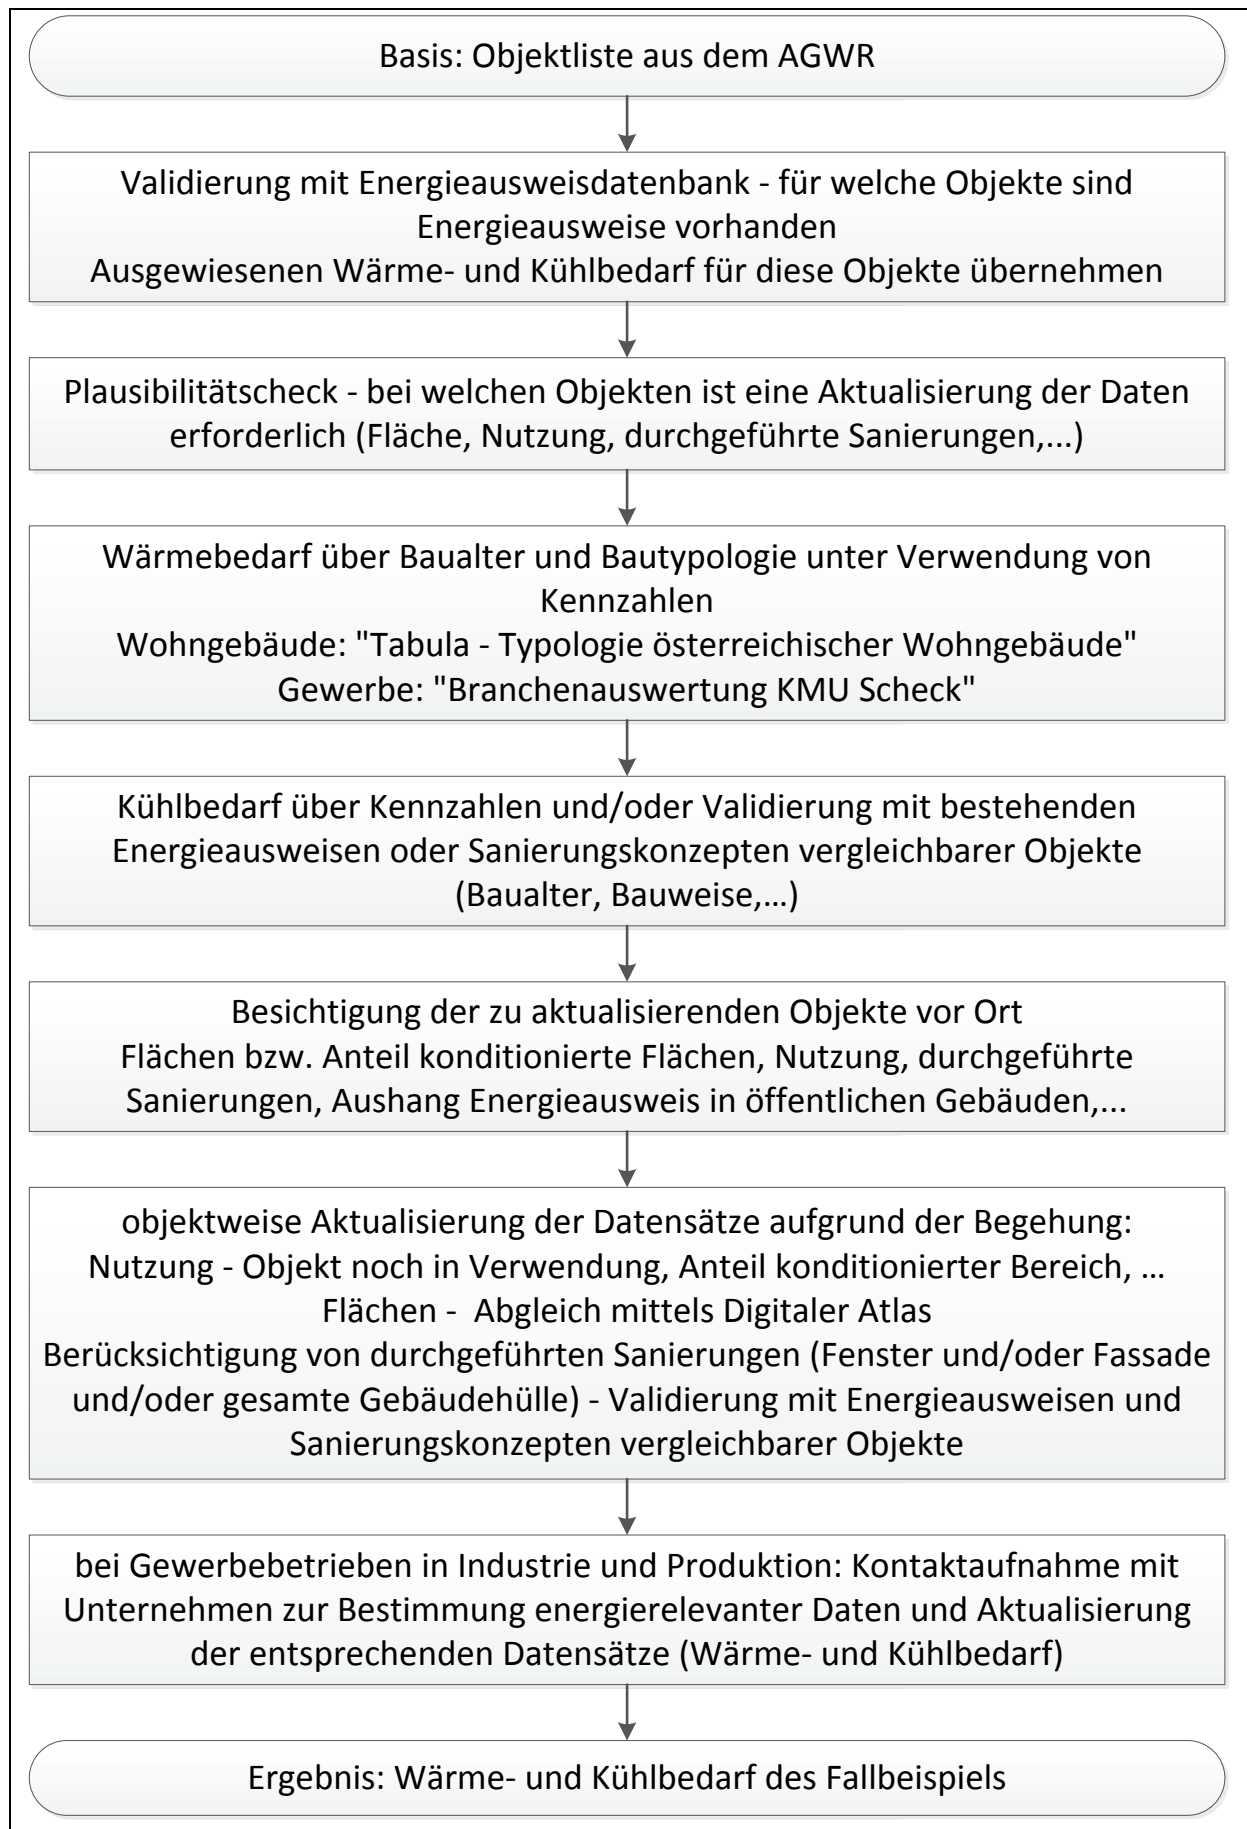 Basis: Objektliste aus dem AGWR
Validierung mit Energieausweisdatenbank - für welche Objekte sind
Energieausweise vorhanden
Ausgewiesenen Wärme- und Kühlbedarf für diese Objekte übernehmen
Plausibilitätscheck - bei welchen Objekten ist eine Aktualisierung der Daten
erforderlich (Fläche, Nutzung, durchgeführte Sanierungen,...)
Wärmebedarf über Baualter und Bautypologie unter Verwendung von
Kennzahlen
Wohngebäude: "Tabula - Typologie österreichischer Wohngebäude"
Gewerbe: "Branchenauswertung KMU Scheck"
Kühlbedarf über Kennzahlen und/oder Validierung mit bestehenden
Energieausweisen oder Sanierungskonzepten vergleichbarer Objekte
(Baualter, Bauweise,…)
Besichtigung der zu aktualisierenden Objekte vor Ort
Flächen bzw. Anteil konditionierte Flächen, Nutzung, durchgeführte
Sanierungen, Aushang Energieausweis in öffentlichen Gebäuden,...
objektweise Aktualisierung der Datensätze aufgrund der Begehung:
Nutzung - Objekt noch in Verwendung, Anteil konditionierter Bereich, …
Flächen -  Abgleich mittels Digitaler Atlas
Berücksichtigung von durchgeführten Sanierungen (Fenster und/oder Fassade
und/oder gesamte Gebäudehülle) - Validierung mit Energieausweisen und
Sanierungskonzepten vergleichbarer Objekte
bei Gewerbebetrieben in Industrie und Produktion: Kontaktaufnahme mit
Unternehmen zur Bestimmung energierelevanter Daten und Aktualisierung
der entsprechenden Datensätze (Wärme- und Kühlbedarf)
Ergebnis: Wärme- und Kühlbedarf des Fallbeispiels